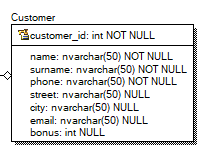 Customer
customer_id: int NOT NULL
name: nvarchar(50) NOT NULL
surname: nvarchar(50) NOT NULL
phone: nvarchar(50) NOT NULL
street: nvarchar(50) NULL
city: nvarchar(50) NULL
email: nvarchar(50) NULL
bonus: int NULL